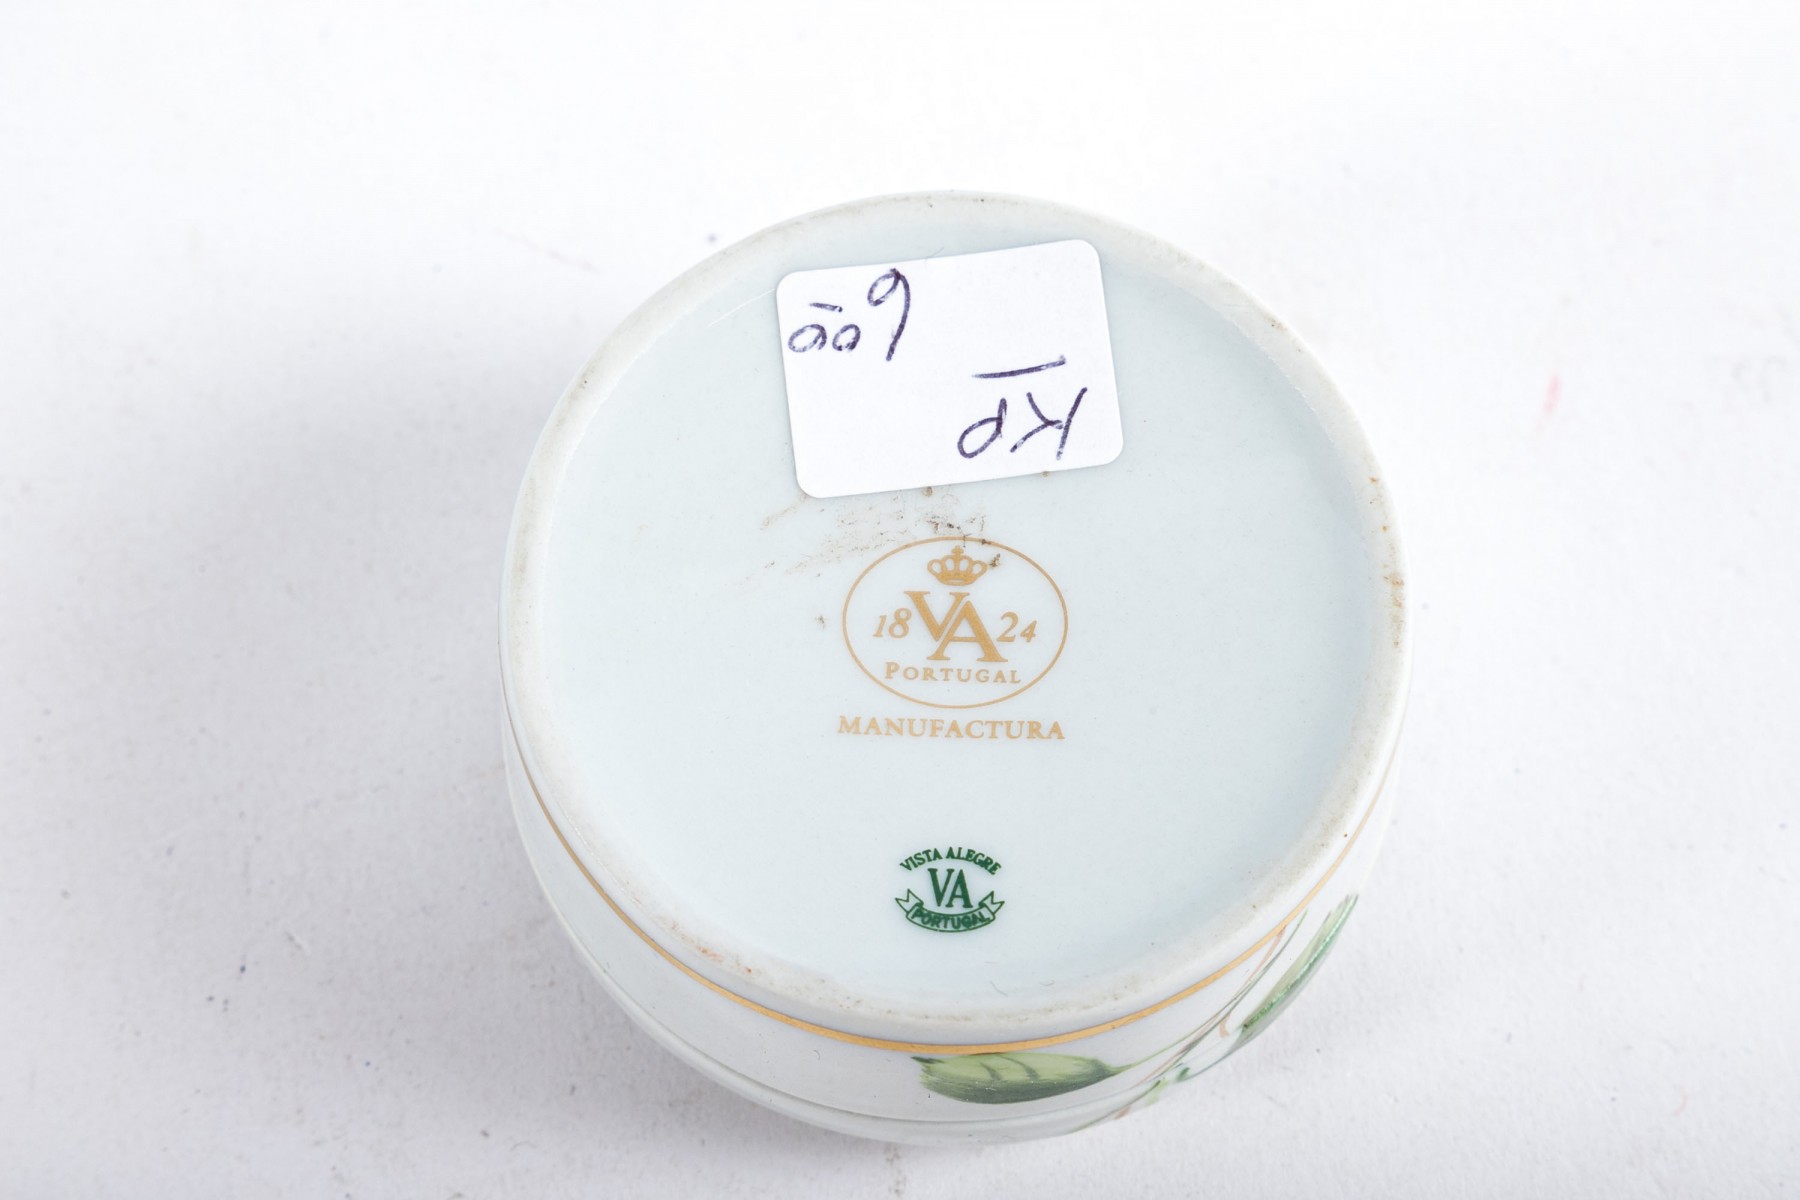 KP
600
18 VA 24
PORTUGAL
MANUFACTURA
VISTA ALEGRE
VA
PORTUGAL